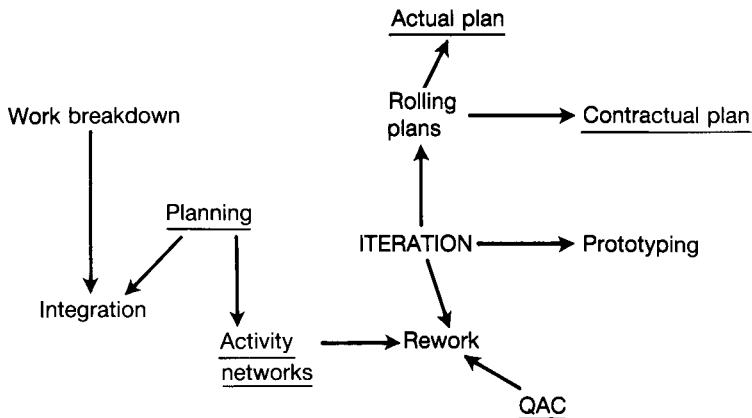 Actual plan
Rolling
plans
Contractual plan
Work breakdown
Planning
ITERATION
Prototyping
Integration
Activity
networks
Rework
QAC